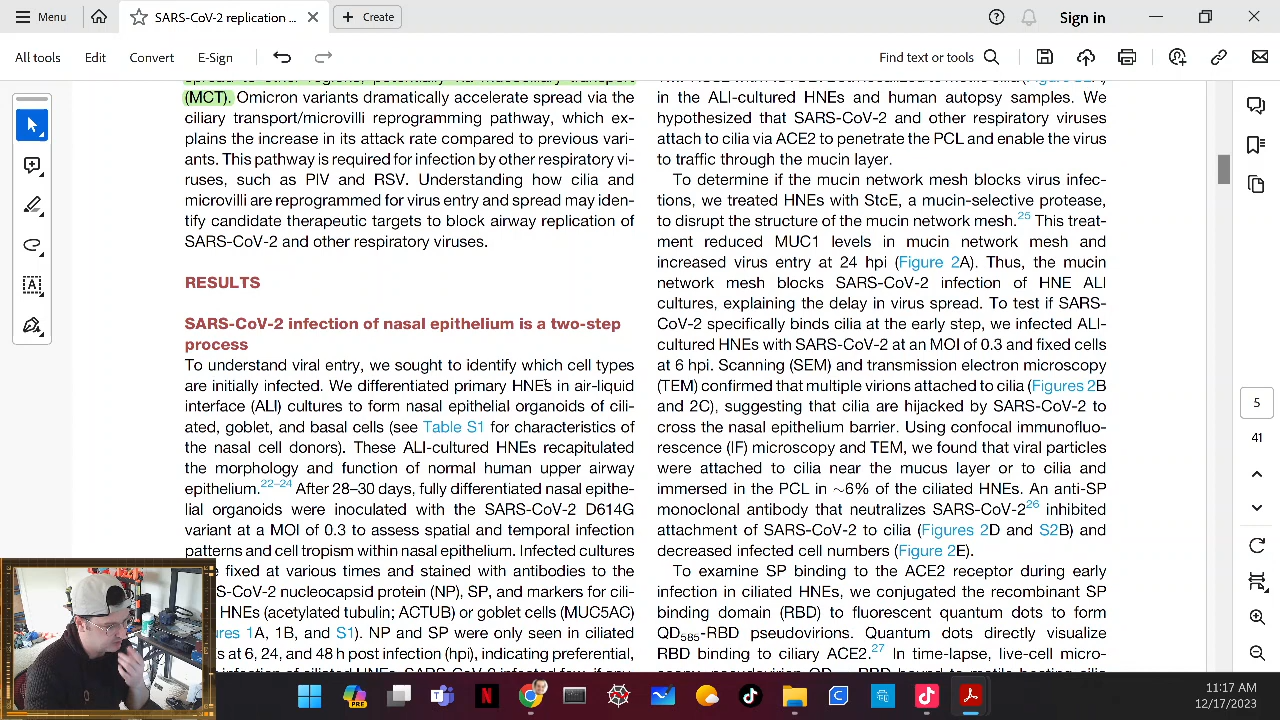 Menu
SARS-CoV-2 replication ...
Create
Sign in
All tools
Edit
Convert
E-Sign
Find text or tools
(MCT). Omicron variants dramatically accelerate spread via the
ciliary transport/microvilli reprogramming pathway, which ex-
plains the increase in its attack rate compared to previous vari-
ants. This pathway is required for infection by other respiratory vi-
ruses, such as PIV and RSV. Understanding how cilia and
microvilli are reprogrammed for virus entry and spread may iden-
tify candidate therapeutic targets to block airway replication of
SARS-CoV-2 and other respiratory viruses.
RESULTS
SARS-CoV-2 infection of nasal epithelium is a two-step
process
To understand viral entry, we sought to identify which cell types
are initially infected. We differentiated primary HNEs in air-liquid
interface (ALI) cultures to form nasal epithelial organoids of cili-
ated, goblet, and basal cells (see Table S1 for characteristics of
the nasal cell donors). These ALI-cultured HNEs recapitulated
the morphology and function of normal human upper airway
epithelium.22–24 After 28–30 days, fully differentiated nasal epithe-
lial organoids were inoculated with the SARS-CoV-2 D614G
variant at a MOI of 0.3 to assess spatial and temporal infection
patterns and cell tropism within nasal epithelium. Infected cultures
fixed at various times and stained with antibodies to the
S-CoV-2 nucleocapsid protein (NP), SP, and markers for cili-
HNEs (acetylated tubulin; ACTUB) or goblet cells (MUC5AC)
ures 1A, 1B, and S1). NP and SP were only seen in ciliated
s at 6, 24, and 48 h post infection (hpi), indicating preferential,
in the ALI-cultured HNEs and human autopsy samples. We
hypothesized that SARS-CoV-2 and other respiratory viruses
attach to cilia via ACE2 to penetrate the PCL and enable the virus
to traffic through the mucin layer.
To determine if the mucin network mesh blocks virus infec-
tions, we treated HNEs with StcE, a mucin-selective protease,
to disrupt the structure of the mucin network mesh.25 This treat-
ment reduced MUC1 levels in mucin network mesh and
increased virus entry at 24 hpi (Figure 2A). Thus, the mucin
network mesh blocks SARS-CoV-2 infection of HNE ALI
cultures, explaining the delay in virus spread. To test if SARS-
CoV-2 specifically binds cilia at the early step, we infected ALI-
cultured HNEs with SARS-CoV-2 at an MOI of 0.3 and fixed cells
at 6 hpi. Scanning (SEM) and transmission electron microscopy
(TEM) confirmed that multiple virions attached to cilia (Figures 2B
and 2C), suggesting that cilia are hijacked by SARS-CoV-2 to
cross the nasal epithelium barrier. Using confocal immunofluo-
rescence (IF) microscopy and TEM, we found that viral particles
were attached to cilia near the mucus layer or to cilia and
immersed in the PCL in ~6% of the ciliated HNEs. An anti-SP
monoclonal antibody that neutralizes SARS-CoV-226 inhibited
attachment of SARS-CoV-2 to cilia (Figures 2D and S2B) and
decreased infected cell numbers (Figure 2E).
To examine SP binding to the ACE2 receptor during early
infection in ciliated HNEs, we conjugated the recombinant SP
binding domain (RBD) to fluorescent quantum dots to form
QD585-RBD pseudovirions. Quantum dots directly visualize
RBD binding to ciliary ACE2.27 In time-lapse, live-cell micro-
5
41
PRE
11:17 AM
12/17/2023